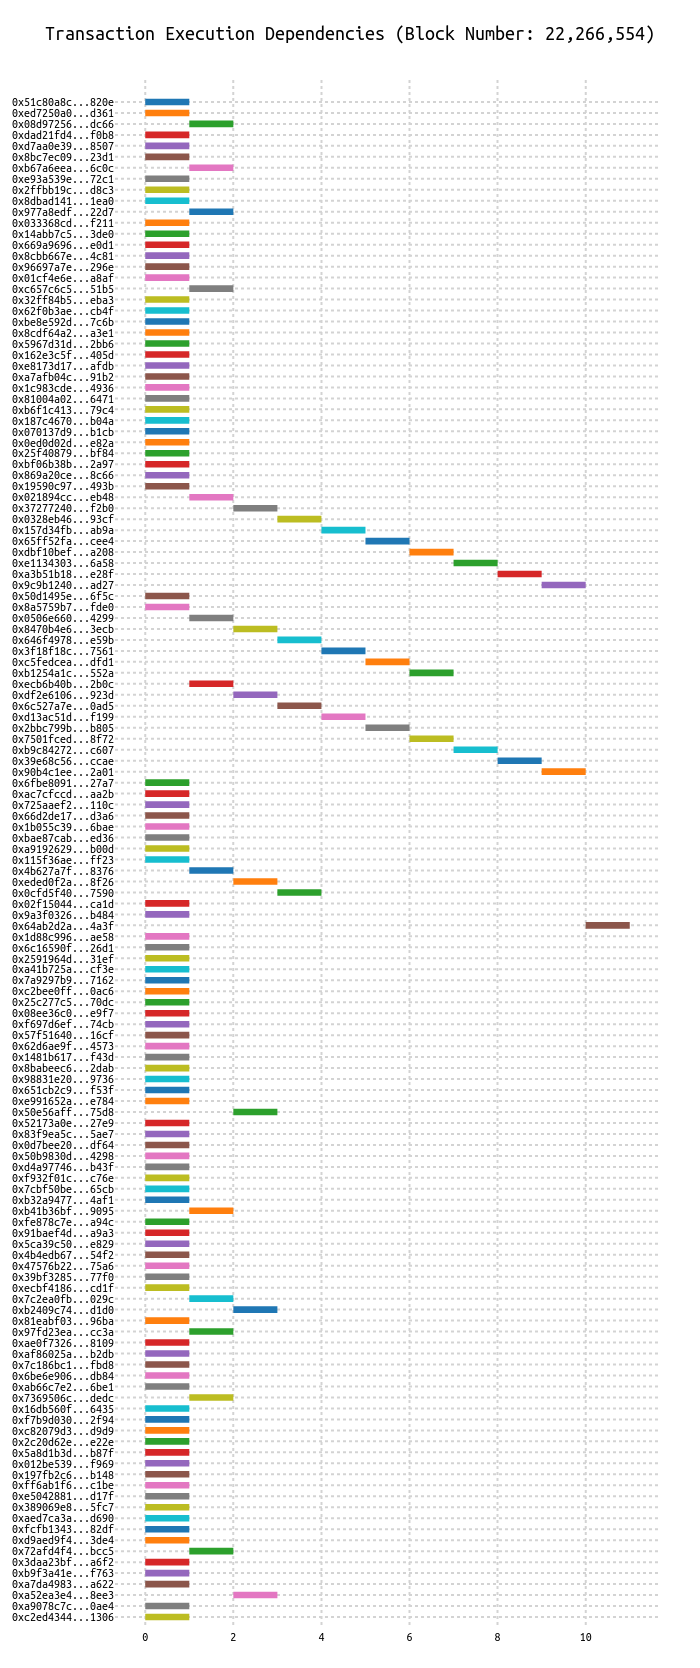 Transaction Execution Dependencies (Block Number: 22,266,554)
0x51c80a8c...820e
0xed7250a0...d361
0x08d97256...dc66
0xdad21fd4...f0b8
0xd7aa0e39...8507
0x8bc7ec09...23d1
0xb67a6eea...6c0c
0xe93a539e...72c1
0x2ffbb19c...d8c3
0x8dbad141...1ea0
0x977a8edf...22d7
0x033368cd...f211
0x14abb7c5...3de0
0x669a9696...e0d1
0x8cbb667e...4c81
0x96697a7e...296e
0x01cf4e6e...a8af
0xc657c6c5...51b5
0x32ff84b5...eba3
0x62f0b3ae...cb4f
0xbe8e592d...7c6b
0x8cdf64a2...a3e1
0x5967d31d...2bb6
0x162e3c5f...405d
0xe8173d17...afdb
0xa7afb04c...91b2
0x1c983cde...4936
0x81004a02...6471
0xb6f1c413...79c4
0x187c4670...b04a
0x070137d9...b1cb
0x0ed0d02d...e82a
0x25f40879...bf84
0xbf06b38b...2a97
0x869a20ce...8c66
0x19590c97...493b
0x021894cc...eb48
0x37277240...f2b0
0x0328eb46...93cf
0x157d34fb...ab9a
0x65ff52fa...cee4
0xdbf10bef...a208
0xe1134303...6a58
0xa3b51b18...e28f
0x9c9b1240...ad27
0x50d1495e...6f5c
0x8a5759b7...fde0
0x0506e660...4299
0x8470b4e6...3ecb
0x646f4978...e59b
0x3f18f18c...7561
0xc5fedcea...dfd1
0xb1254a1c...552a
0xecb6b40b...2b0c
0xdf2e6106...923d
0x6c527a7e...0ad5
0xd13ac51d...f199
0x2bbc799b...b805
0x7501fced...8f72
0xb9c84272...c607
0x39e68c56...ccae
0x90b4c1ee...2a01
0x6fbe8091...27a7
0xac7cfccd...aa2b
0x725aaef2...110c
0x66d2de17...d3a6
0x1b055c39...6bae
0xbae87cab...ed36
0xa9192629...b00d
0x115f36ae...ff23
0x4b627a7f...8376
0xeded0f2a...8f26
0x0cfd5f40...7590
0x02f15044...ca1d
0x9a3f0326...b484
0x64ab2d2a...4a3f
0x1d88c996...ae58
0x6c16590f...26d1
0x2591964d...31ef
0xa41b725a...cf3e
0x7a9297b9...7162
0xc2bee0ff...0ac6
0x25c277c5...70dc
0x08ee36c0...e9f7
0xf697d6ef...74cb
0x57f51640...16cf
0x62d6ae9f...4573
0x1481b617...f43d
0x8babeec6...2dab
0x98831e20...9736
0x651cb2c9...f53f
0xe991652a...e784
0x50e56aff...75d8
0x52173a0e...27e9
0x83f9ea5c...5ae7
0x0d7bee20...df64
0x50b9830d...4298
0xd4a97746...b43f
0xf932f01c...c76e
0x7cbf50be...65cb
0xb32a9477...4af1
0xb41b36bf...9095
0xfe878c7e...a94c
0x91baef4d...a9a3
0x5ca39c50...e829
0x4b4edb67...54f2
0x47576b22...75a6
0x39bf3285...77f0
0xecbf4186...cd1f
0x7c2ea0fb...029c
0xb2409c74...d1d0
0x81eabf03...96ba
0x97fd23ea...cc3a
0xae0f7326...8109
0xaf86025a...b2db
0x7c186bc1...fbd8
0x6be6e906...db84
0xab66c7e2...6be1
0x7369506c...dedc
0x16db560f...6435
0xf7b9d030...2f94
0xc82079d3...d9d9
0x2c20d62e...e22e
0x5a8d1b3d...b87f
0x012be539...f969
0x197fb2c6...b148
0xff6ab1f6...c1be
0xe5042881...d17f
0x389069e8...5fc7
0xaed7ca3a...d690
0xfcfb1343...82df
0xd9aed9f4...3de4
0x72afd4f4...bcc5
0x3daa23bf...a6f2
0xb9f3a41e...f763
0xa7da4983...a622
0xa52ea3e4...8ee3
0xa9078c7c...0ae4
0xc2ed4344...1306
0 2 4 6 8 10